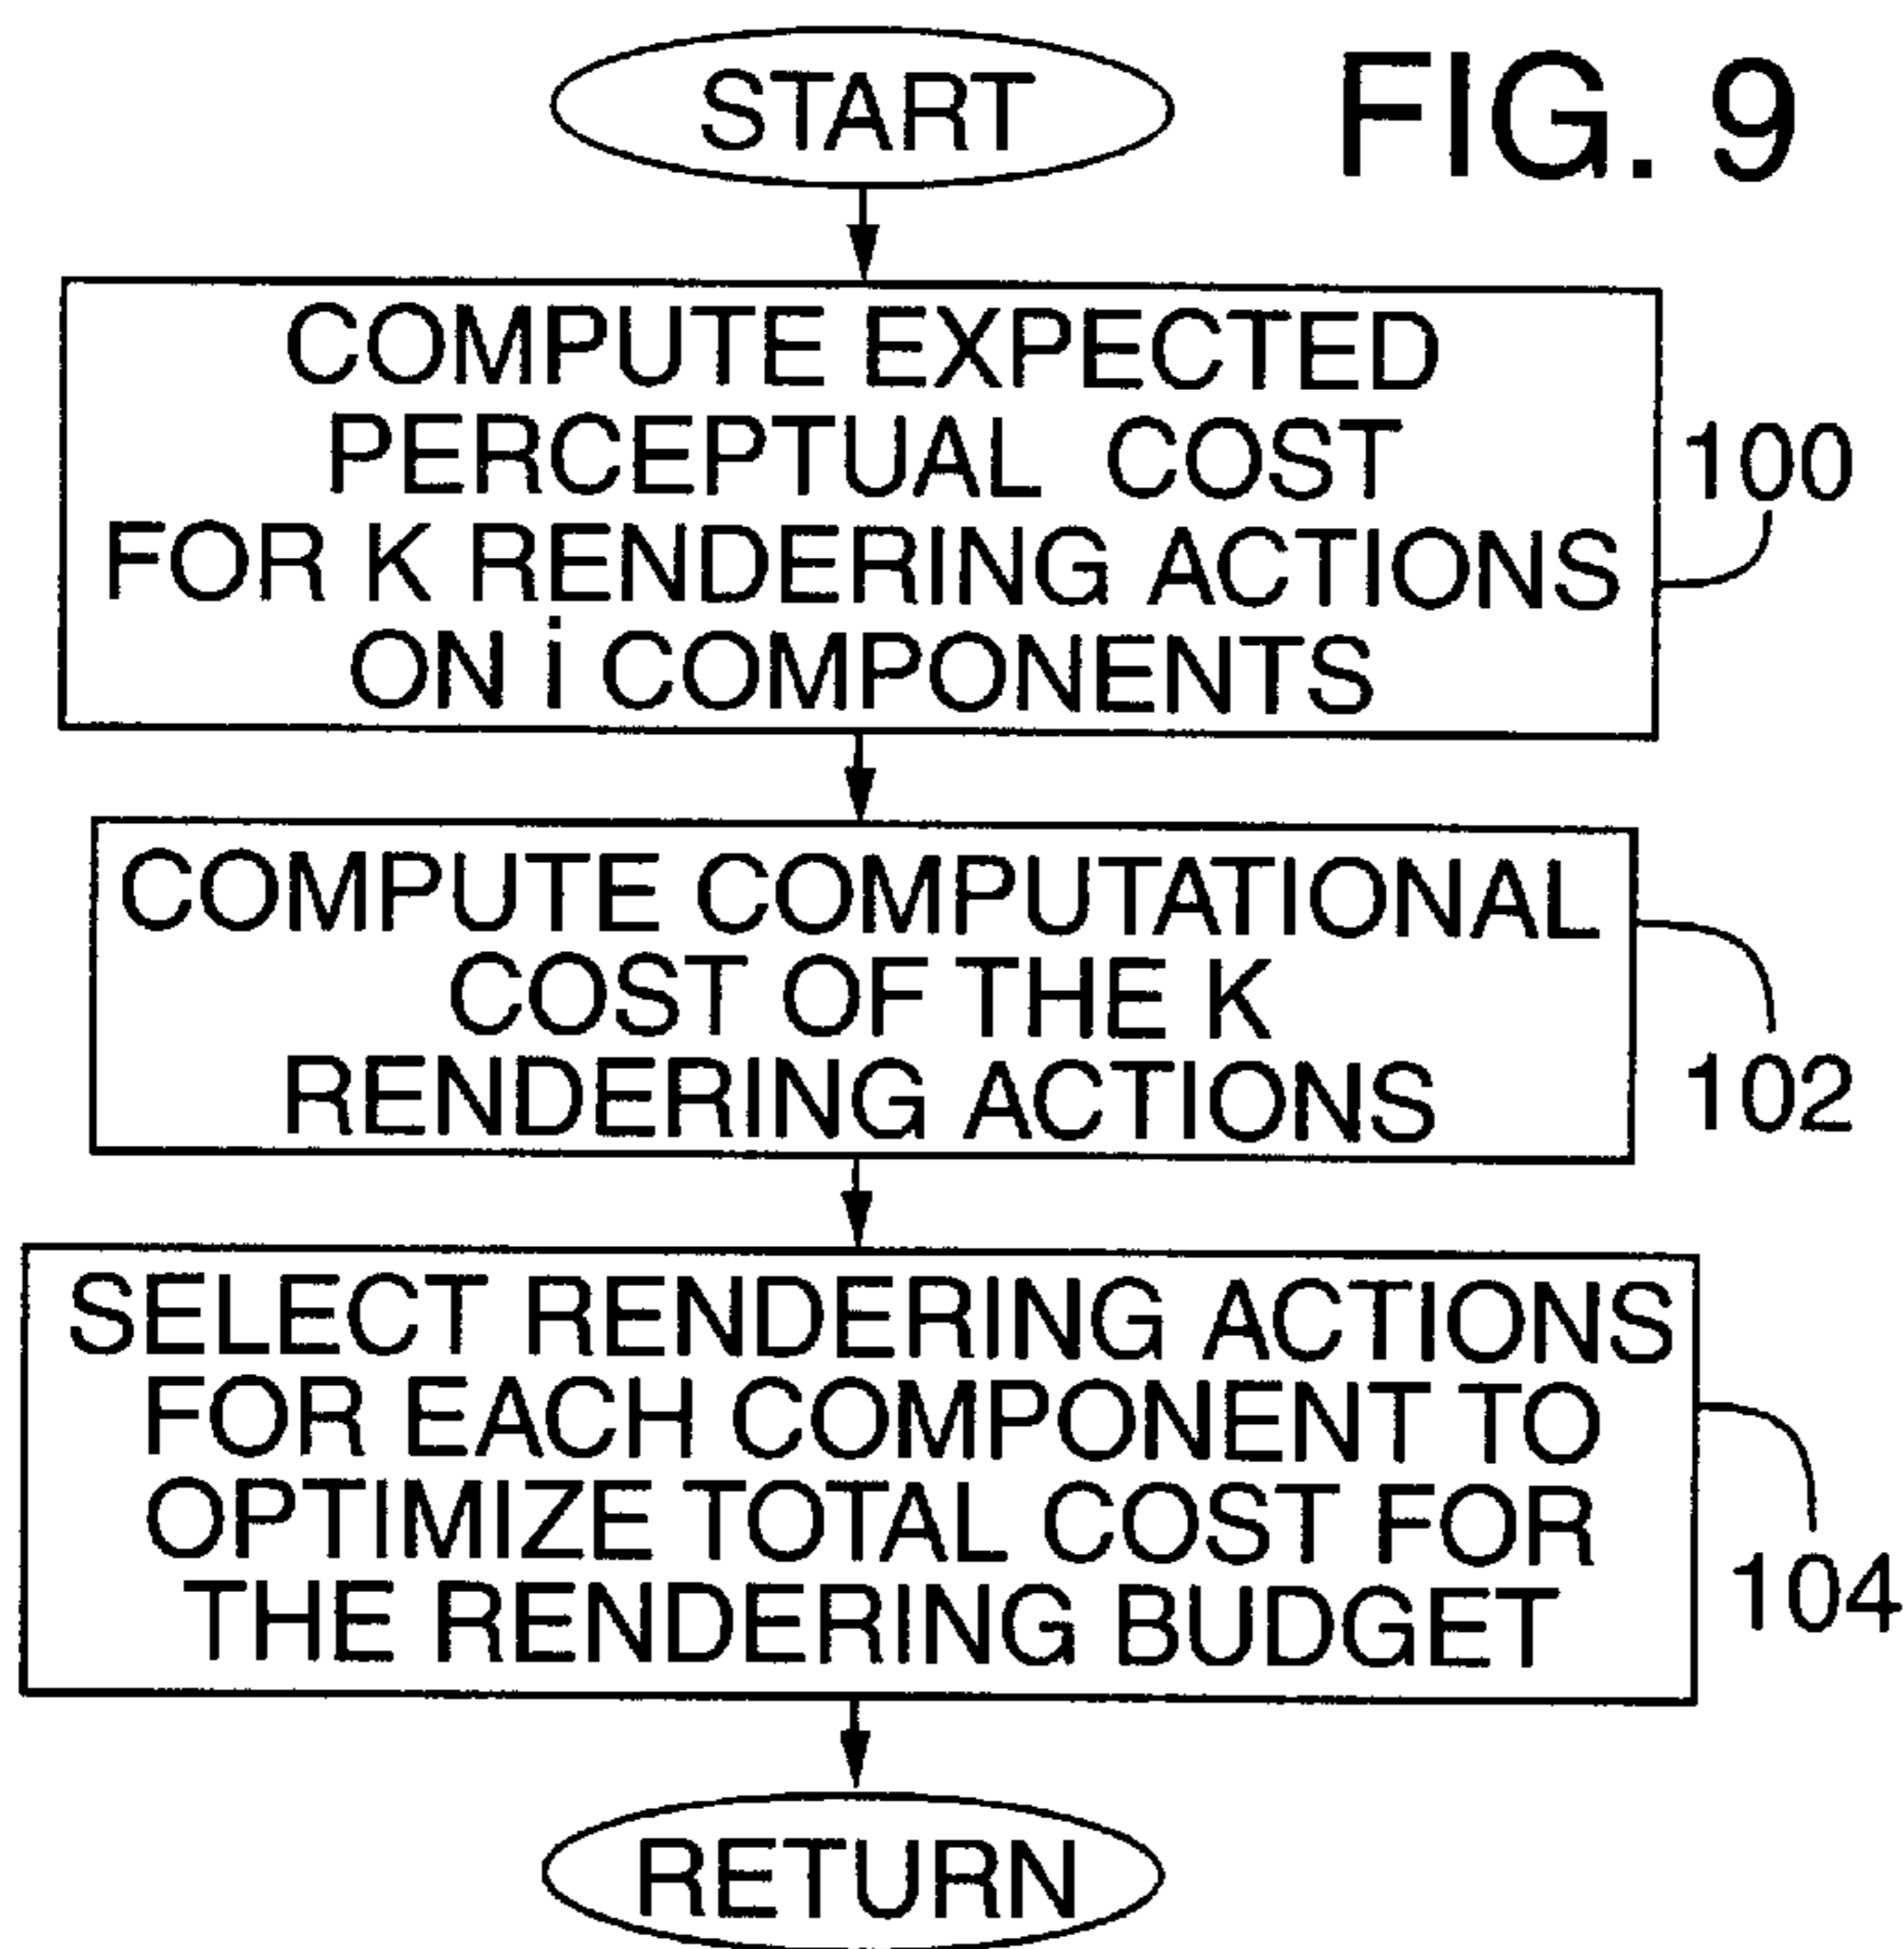 START
FIG. 9
COMPUTE EXPECTED
PERCEPTUAL COST
FOR K RENDERING ACTIONS
ON i COMPONENTS
100
COMPUTE COMPUTATIONAL
COST OF THE K
RENDERING ACTIONS
102
SELECT RENDERING ACTIONS
FOR EACH COMPONENT TO
OPTIMIZE TOTAL COST FOR
THE RENDERING BUDGET
104
RETURN